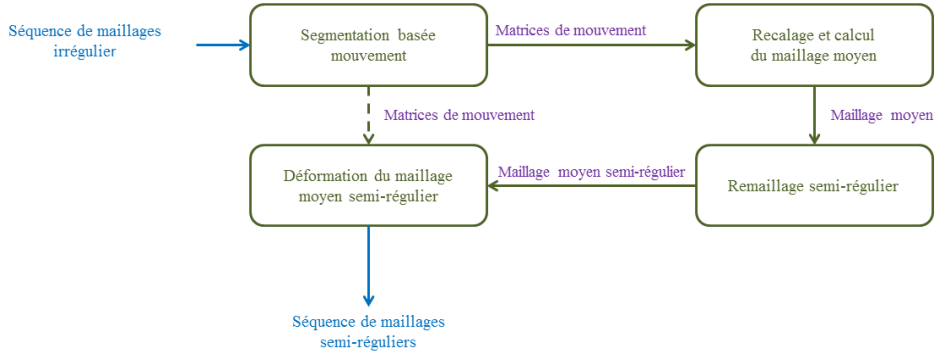 Séquence de maillages
irrégulier
Segmentation basée
mouvement
Matrices de mouvement
Recalage et calcul
du maillage moyen
Matrices de mouvement
Maillage moyen
Déformation du maillage
moyen semi-régulier
Maillage moyen semi-régulier
Remaillage semi-régulier
Séquence de maillages
semi-réguliers